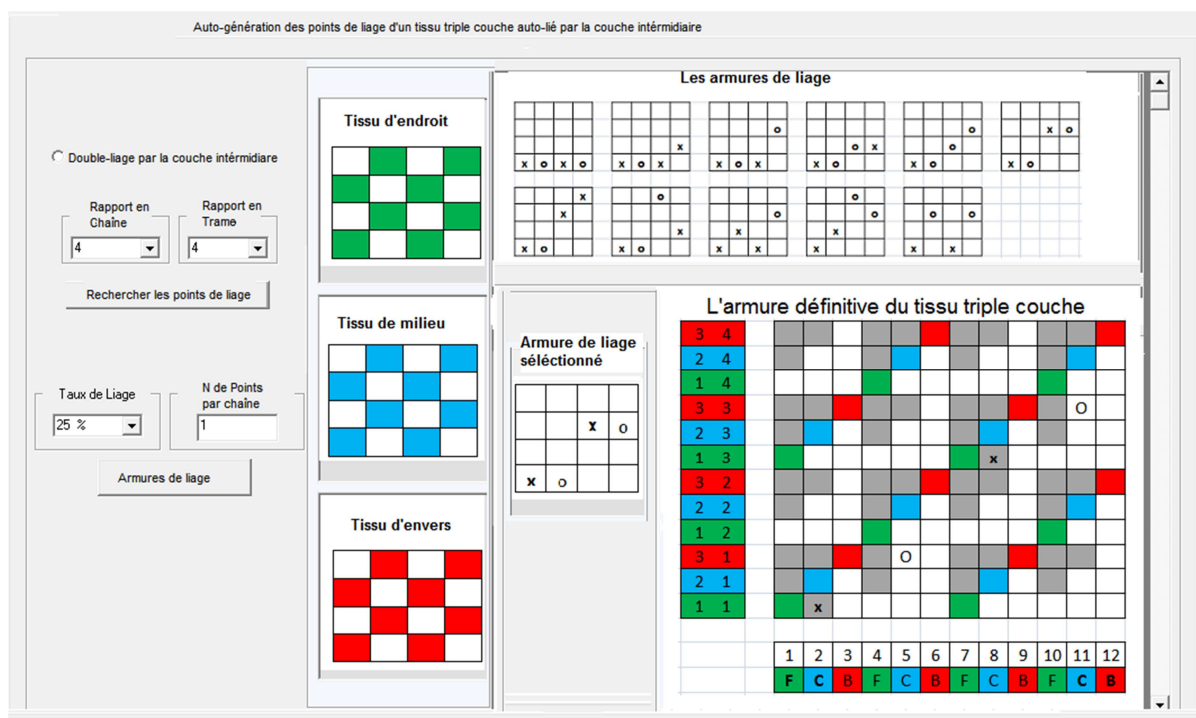 Auto-génération des points de liage d'un tissu triple couche auto-lié par la couche intérmidiaire
Double-liage par la couche intérmidiare
Rapport en Chaîne
Rapport en Trame
4
4
Rechercher les points de liage
Taux de Liage
N de Points par chaîne
25 %
1
Armures de liage
Tissu d'endroit
Tissu de milieu
Tissu d'envers
Les armures de liage
o
o
o
x o
x
o x
o
x o x o
x o x
x o x
x o
x o
x o
x
o
o
x
o
o
o o
x
x
x
x o
x o
x x
x
x x
Armure de liage séléctionné
x o
x o
L'armure définitive du tissu triple couche
3 4
2 4
1 4
3 3 O
2 3
1 3 x
3 2
2 2
1 2
3 1 O
2 1
1 1 x
1 2 3 4 5 6 7 8 9 10 11 12
F C B F C B F C B F C B